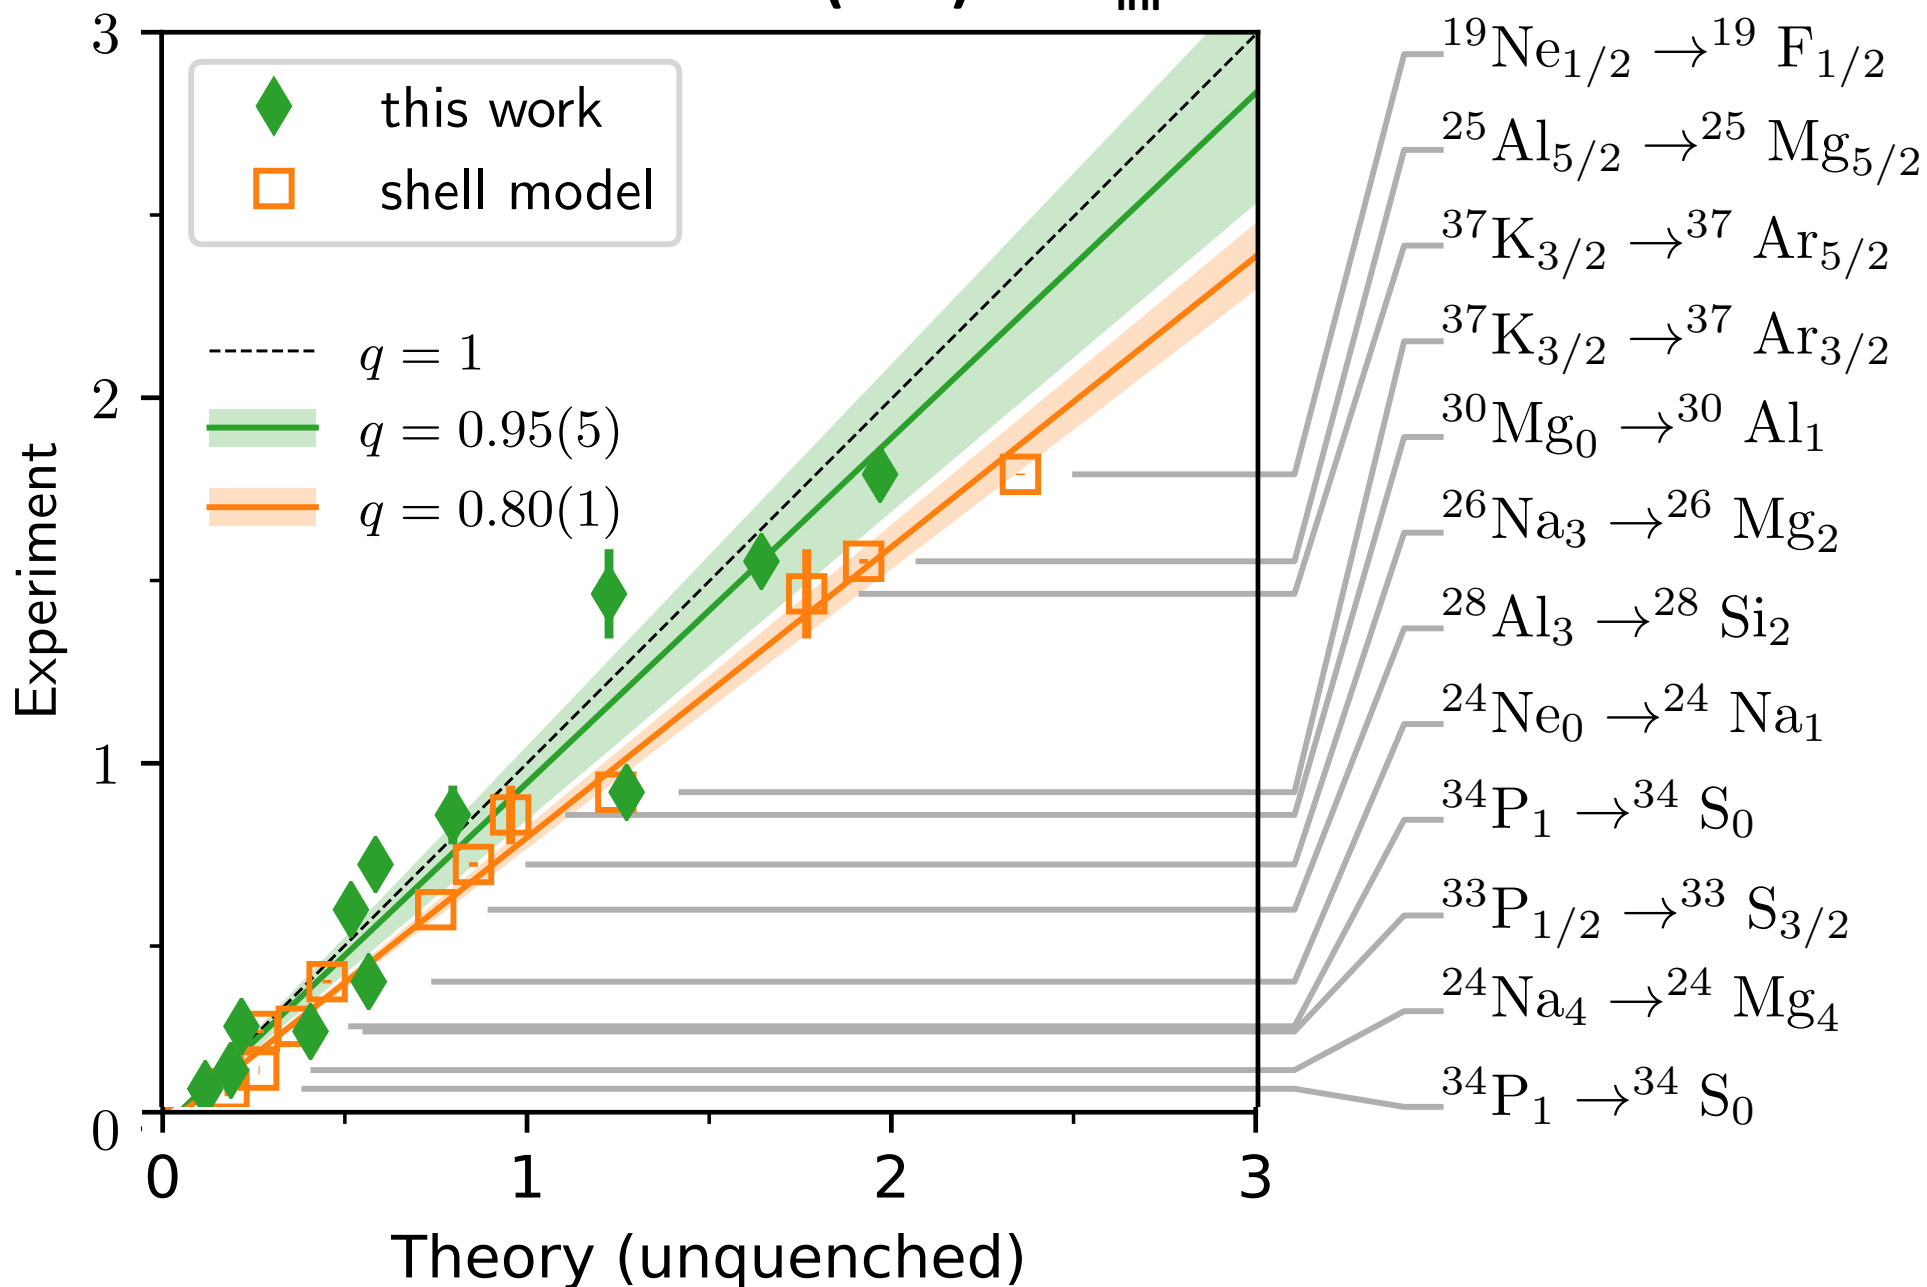 3
2
1
0
Experiment
this work
shell model
q = 1
q = 0.95(5)
q = 0.80(1)
0 1 2 3
Theory (unquenched)
¹⁹Ne₁/₂ →¹⁹ F₁/₂
²⁵Al₅/₂ →²⁵ Mg₅/₂
³⁷K₃/₂ →³⁷ Ar₅/₂
³⁷K₃/₂ →³⁷ Ar₃/₂
³⁰Mg₀ →³⁰ Al₁
²⁶Na₃ →²⁶ Mg₂
²⁸Al₃ →²⁸ Si₂
²⁴Ne₀ →²⁴ Na₁
³⁴P₁ →³⁴ S₀
³³P₁/₂ →³³ S₃/₂
²⁴Na₄ →²⁴ Mg₄
³⁴P₁ →³⁴ S₀